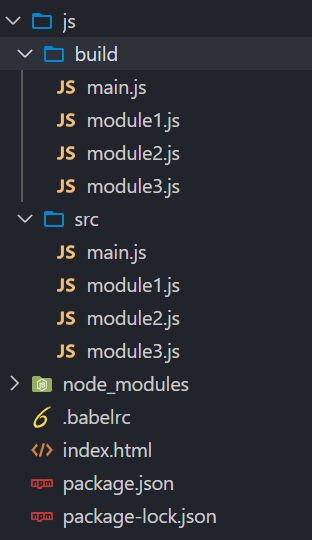 js
build
JS main.js
JS module1.js
JS module2.js
JS module3.js
src
JS main.js
JS module1.js
JS module2.js
JS module3.js
node_modules
.babelrc
index.html
package.json
package-lock.json